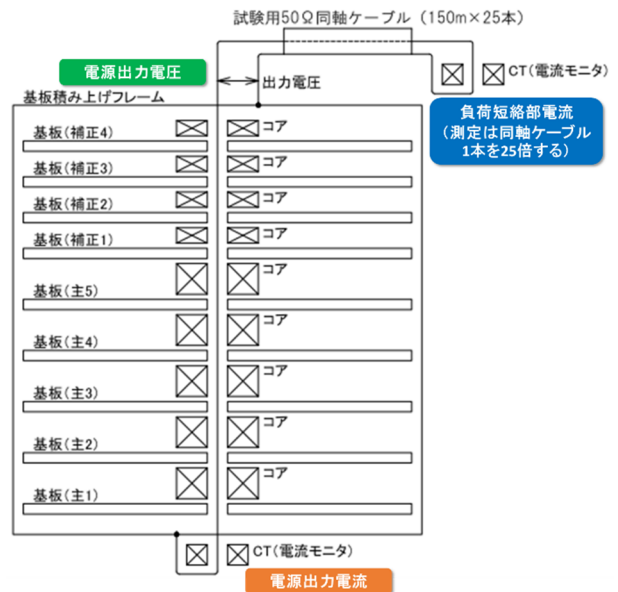 試験用50Ω同軸ケーブル（150m×25本）
CT（電流モニタ）
電源出力電圧
出力電圧
基板積み上げフレーム
負荷短絡部電流
（測定は同軸ケーブル
1本を25倍する）
基板（補正4）
コア
基板（補正3）
コア
基板（補正2）
コア
基板（補正1）
コア
基板（主5）
コア
基板（主4）
コア
基板（主3）
コア
基板（主2）
コア
基板（主1）
コア
CT（電流モニタ）
電源出力電流